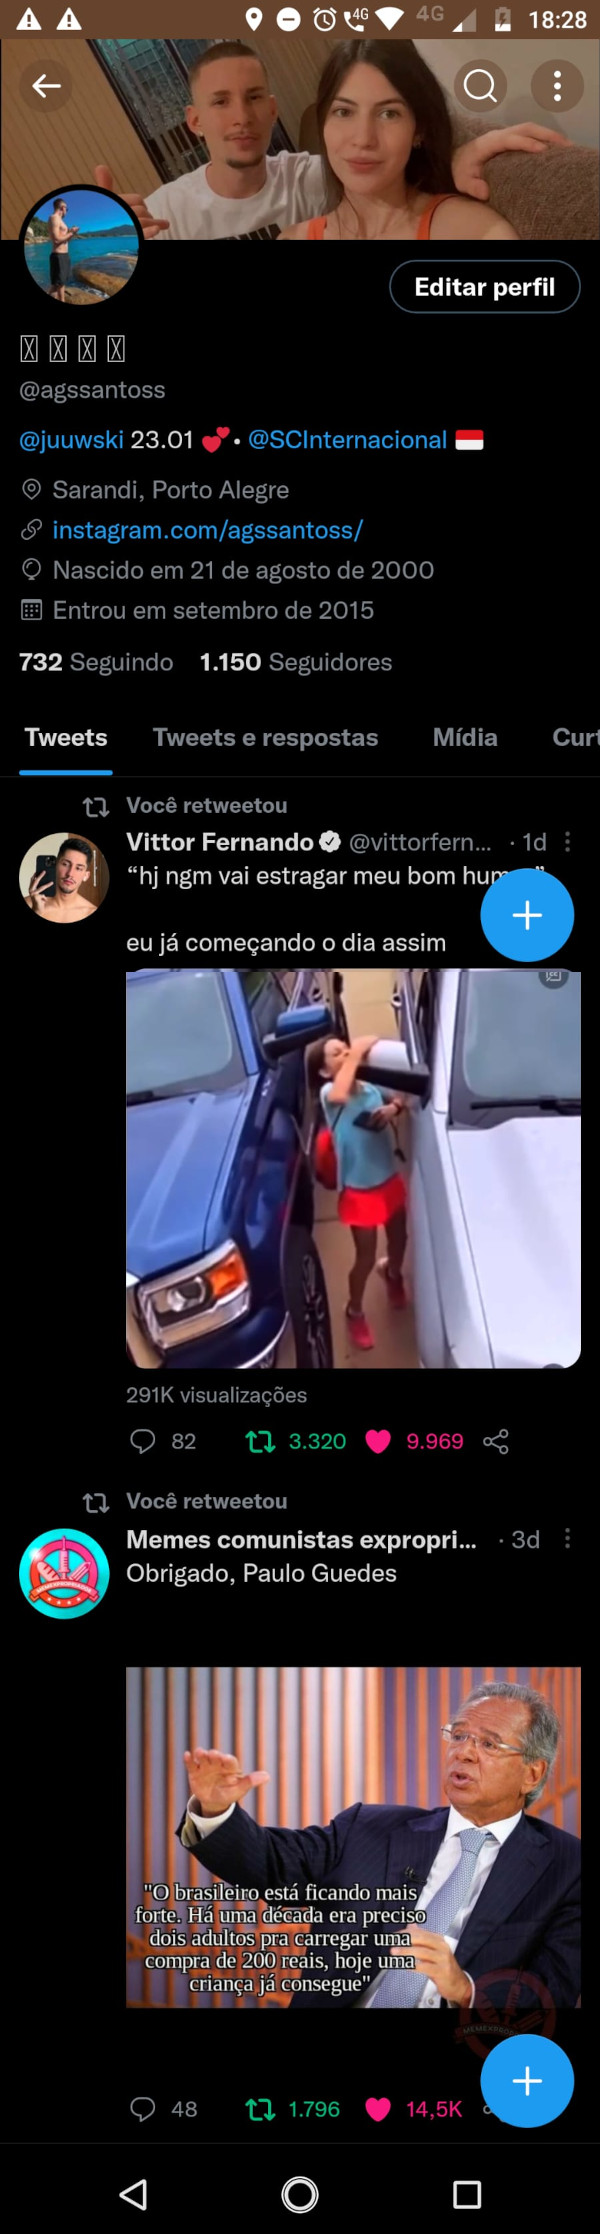 4G
4G
18:28
Editar perfil
@agssantoss
@juuwski 23.01 💕 • @SCInternacional 🇮🇩
Sarandi, Porto Alegre
instagram.com/agssantoss/
Nascido em 21 de agosto de 2000
Entrou em setembro de 2015
732 Seguindo 1.150 Seguidores
Tweets Tweets e respostas Mídia Curt
Você retweetou
Vittor Fernando @vittorfern... · 1d
“hj ngm vai estragar meu bom hum
eu já começando o dia assim
291K visualizações
82 3.320 9.969
Você retweetou
Memes comunistas expropri... · 3d
Obrigado, Paulo Guedes
"O brasileiro está ficando mais
forte. Há uma década era preciso
dois adultos pra carregar uma
compra de 200 reais, hoje uma
criança já consegue"
48 1.796 14,5K